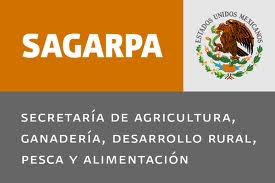 SAGARPA
ESTADOS UNIDOS MEXICANOS
SECRETARÍA DE AGRICULTURA,
GANADERÍA, DESARROLLO RURAL,
PESCA Y ALIMENTACIÓN